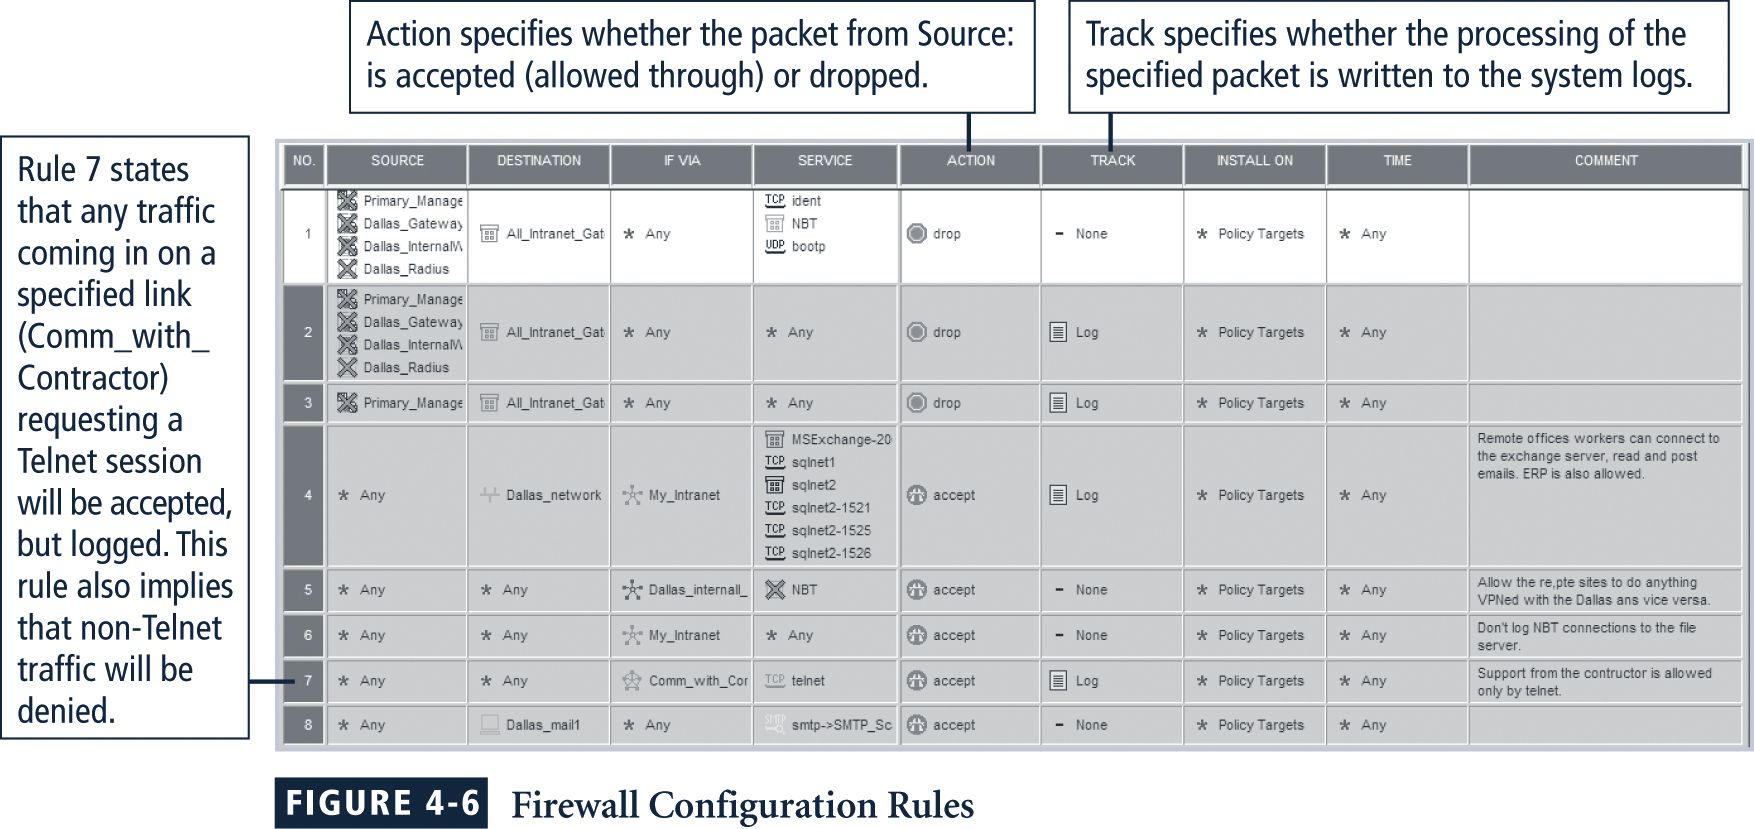 Action specifies whether the packet from Source:
is accepted (allowed through) or dropped.
Track specifies whether the processing of the
specified packet is written to the system logs.
Rule 7 states
that any traffic
coming in on a
specified link
(Comm_with_
Contractor)
requesting a
Telnet session
will be accepted,
but logged. This
rule also implies
that non-Telnet
traffic will be
denied.
NO. SOURCE DESTINATION IF VIA SERVICE ACTION TRACK INSTALL ON TIME COMMENT
Primary_Manage TCP ident
Dallas_Gateway NBT
1 All_Intranet_Gat * Any drop - None * Policy Targets * Any
Dallas_InternalW UDP bootp
Dallas_Radius
Primary_Manage
Dallas_Gateway
2 All_Intranet_Gat * Any * Any drop Log * Policy Targets * Any
Dallas_InternalW
Dallas_Radius
3 Primary_Manage All_Intranet_Gat * Any * Any drop Log * Policy Targets * Any
MSExchange-20 Remote offices workers can connect to
TCP sqlnet1 the exchange server, read and post
sqlnet2 emails. ERP is also allowed.
4 * Any Dallas_network My_Intranet accept Log * Policy Targets * Any
TCP sqlnet2-1521
TCP sqlnet2-1525
TCP sqlnet2-1526
5 * Any * Any Dallas_internall_ NBT accept - None * Policy Targets * Any Allow the re,pte sites to do anything
VPNed with the Dallas ans vice versa.
6 * Any * Any My_Intranet * Any accept - None * Policy Targets * Any Don't log NBT connections to the file
server.
7 * Any * Any Comm_with_Cor TCP telnet accept Log * Policy Targets * Any Support from the contructor is allowed
only by telnet.
8 * Any Dallas_mail1 * Any SMTP smtp->SMTP_Sc accept - None * Policy Targets * Any
FIGURE 4-6 Firewall Configuration Rules